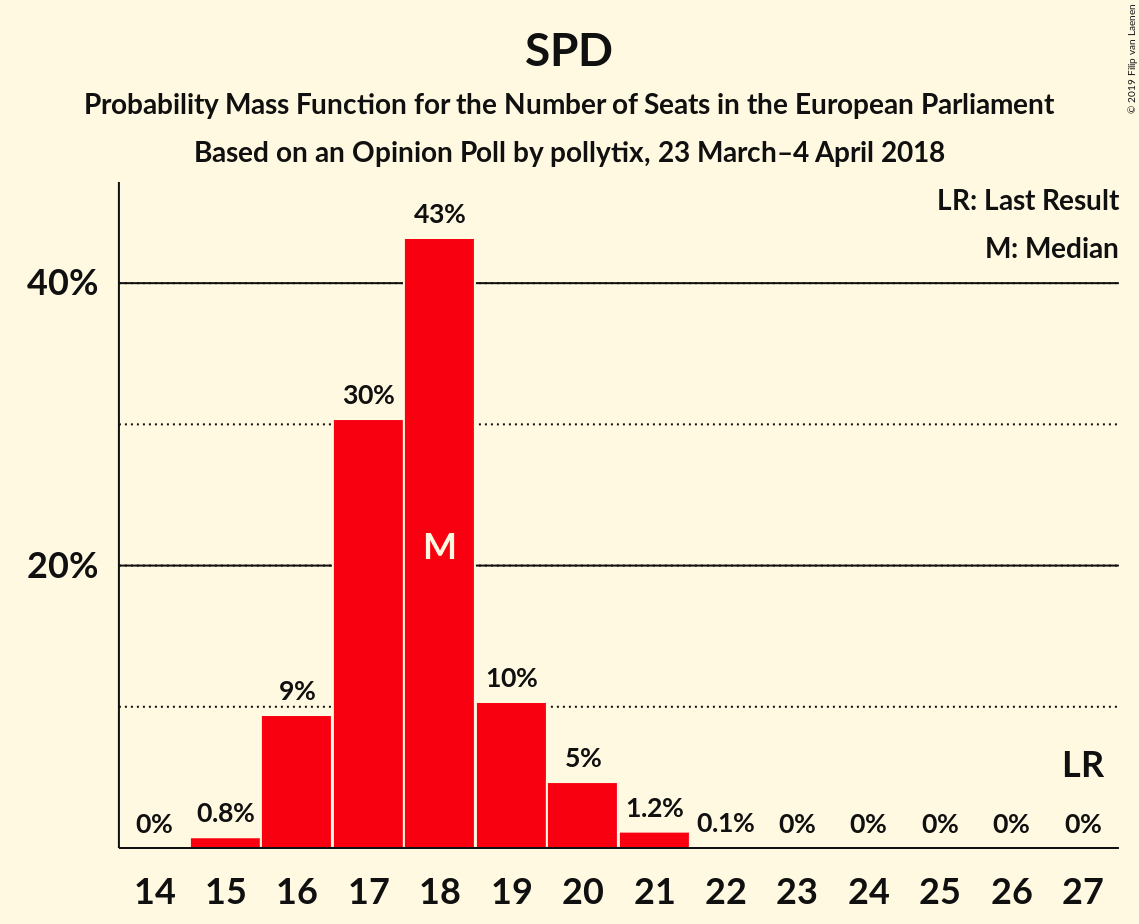 SPD
Probability Mass Function for the Number of Seats in the European Parliament
Based on an Opinion Poll by pollytix, 23 March–4 April 2018
© 2019 Filip van Laenen
LR: Last Result
M: Median
43%
40%
30%
M
20%
10%
9%
5%
LR
0% 0.8% 1.2% 0.1% 0% 0% 0% 0% 0%
14 15 16 17 18 19 20 21 22 23 24 25 26 27